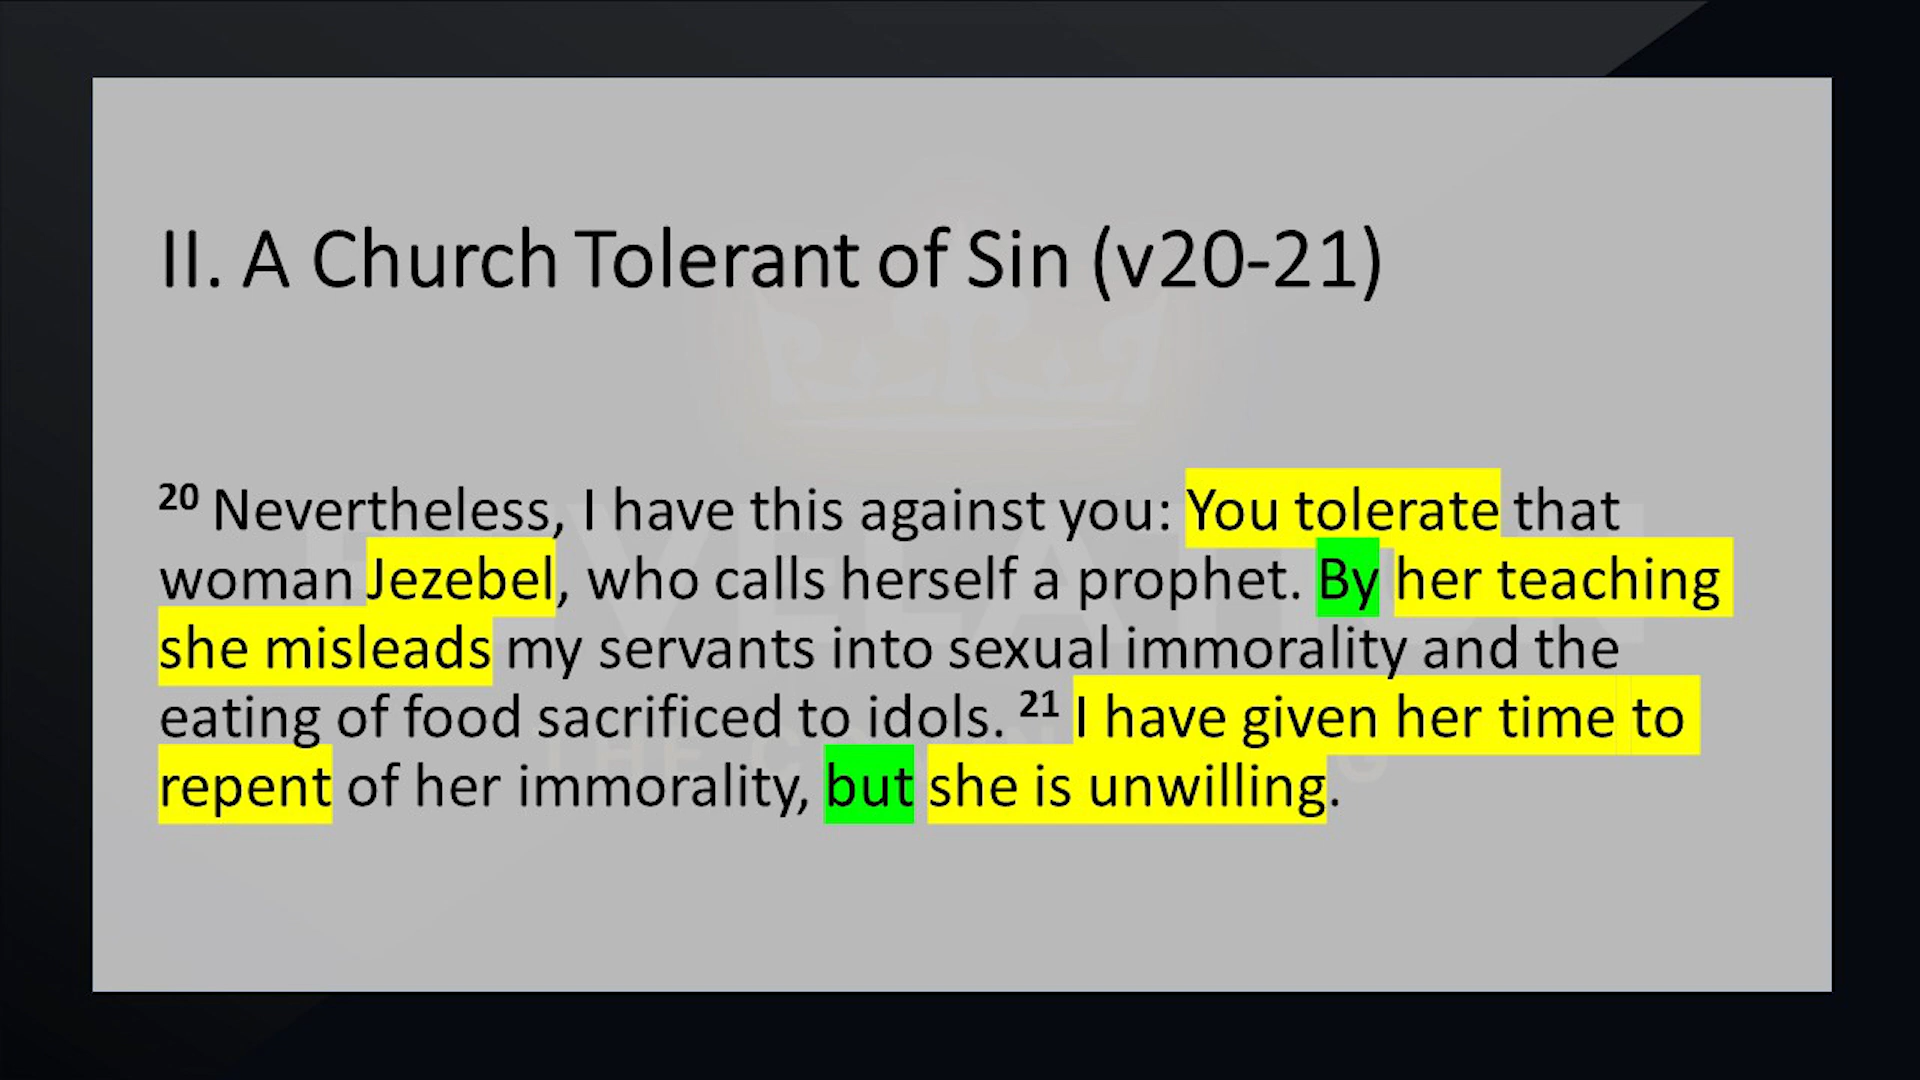 II. A Church Tolerant of Sin (v20-21)
20 Nevertheless, I have this against you: You tolerate that
woman Jezebel, who calls herself a prophet. By her teaching
she misleads my servants into sexual immorality and the
eating of food sacrificed to idols. 21 I have given her time to
repent of her immorality, but she is unwilling.